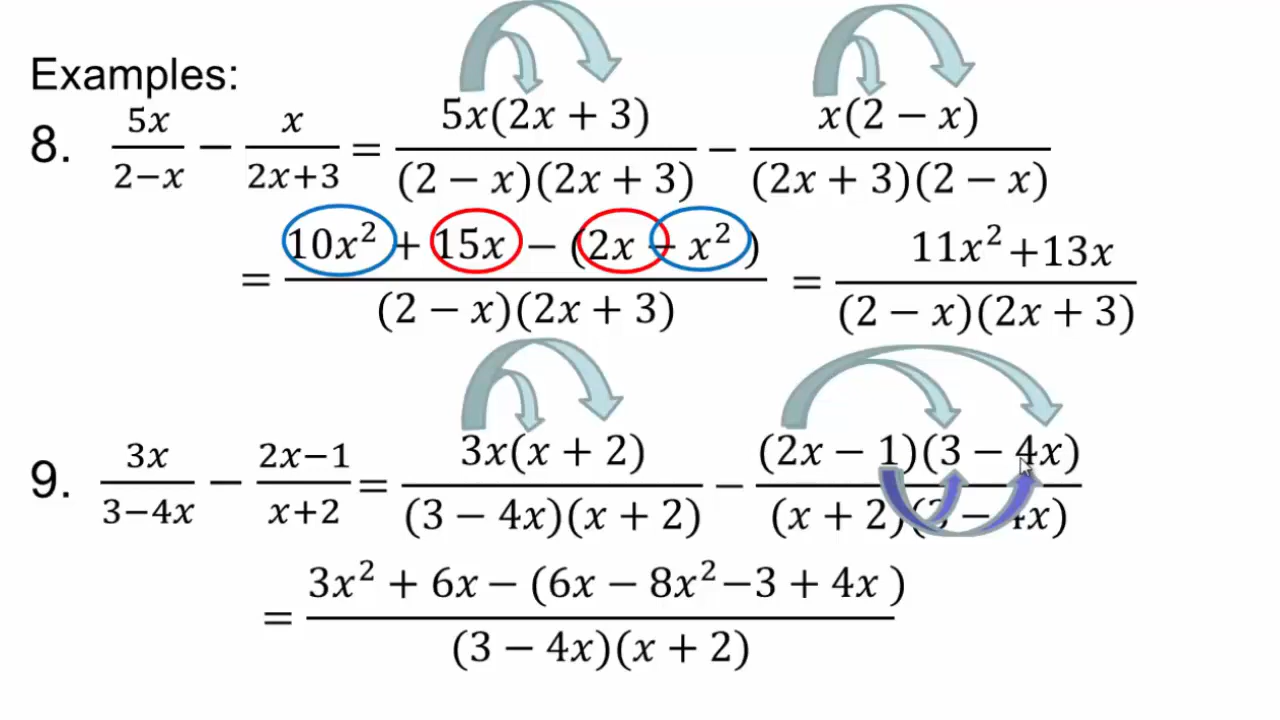 Examples:
8. 5x/(2−x) − x/(2x+3) = 5x(2x + 3)/((2 − x)(2x + 3)) − x(2 − x)/((2x + 3)(2 − x))
= (10x² + 15x − (2x − x²))/((2 − x)(2x + 3)) = (11x² +13x)/((2 − x)(2x + 3))
9. 3x/(3−4x) − (2x−1)/(x+2) = 3x(x + 2)/((3 − 4x)(x + 2)) − (2x − 1)(3 − 4x)/((x + 2)(3 − 4x))
= (3x² + 6x − (6x − 8x²−3 + 4x ))/((3 − 4x)(x + 2))